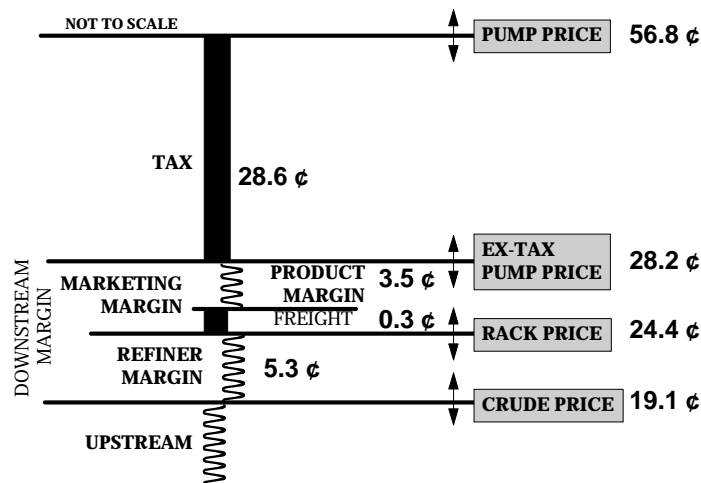 NOT TO SCALE
PUMP PRICE 56.8 ¢
TAX
28.6 ¢
EX-TAX
PUMP PRICE
28.2 ¢
DOWNSTREAM
MARGIN
MARKETING
MARGIN
PRODUCT
MARGIN
3.5 ¢
FREIGHT 0.3 ¢
RACK PRICE 24.4 ¢
REFINER
MARGIN
5.3 ¢
CRUDE PRICE 19.1 ¢
UPSTREAM